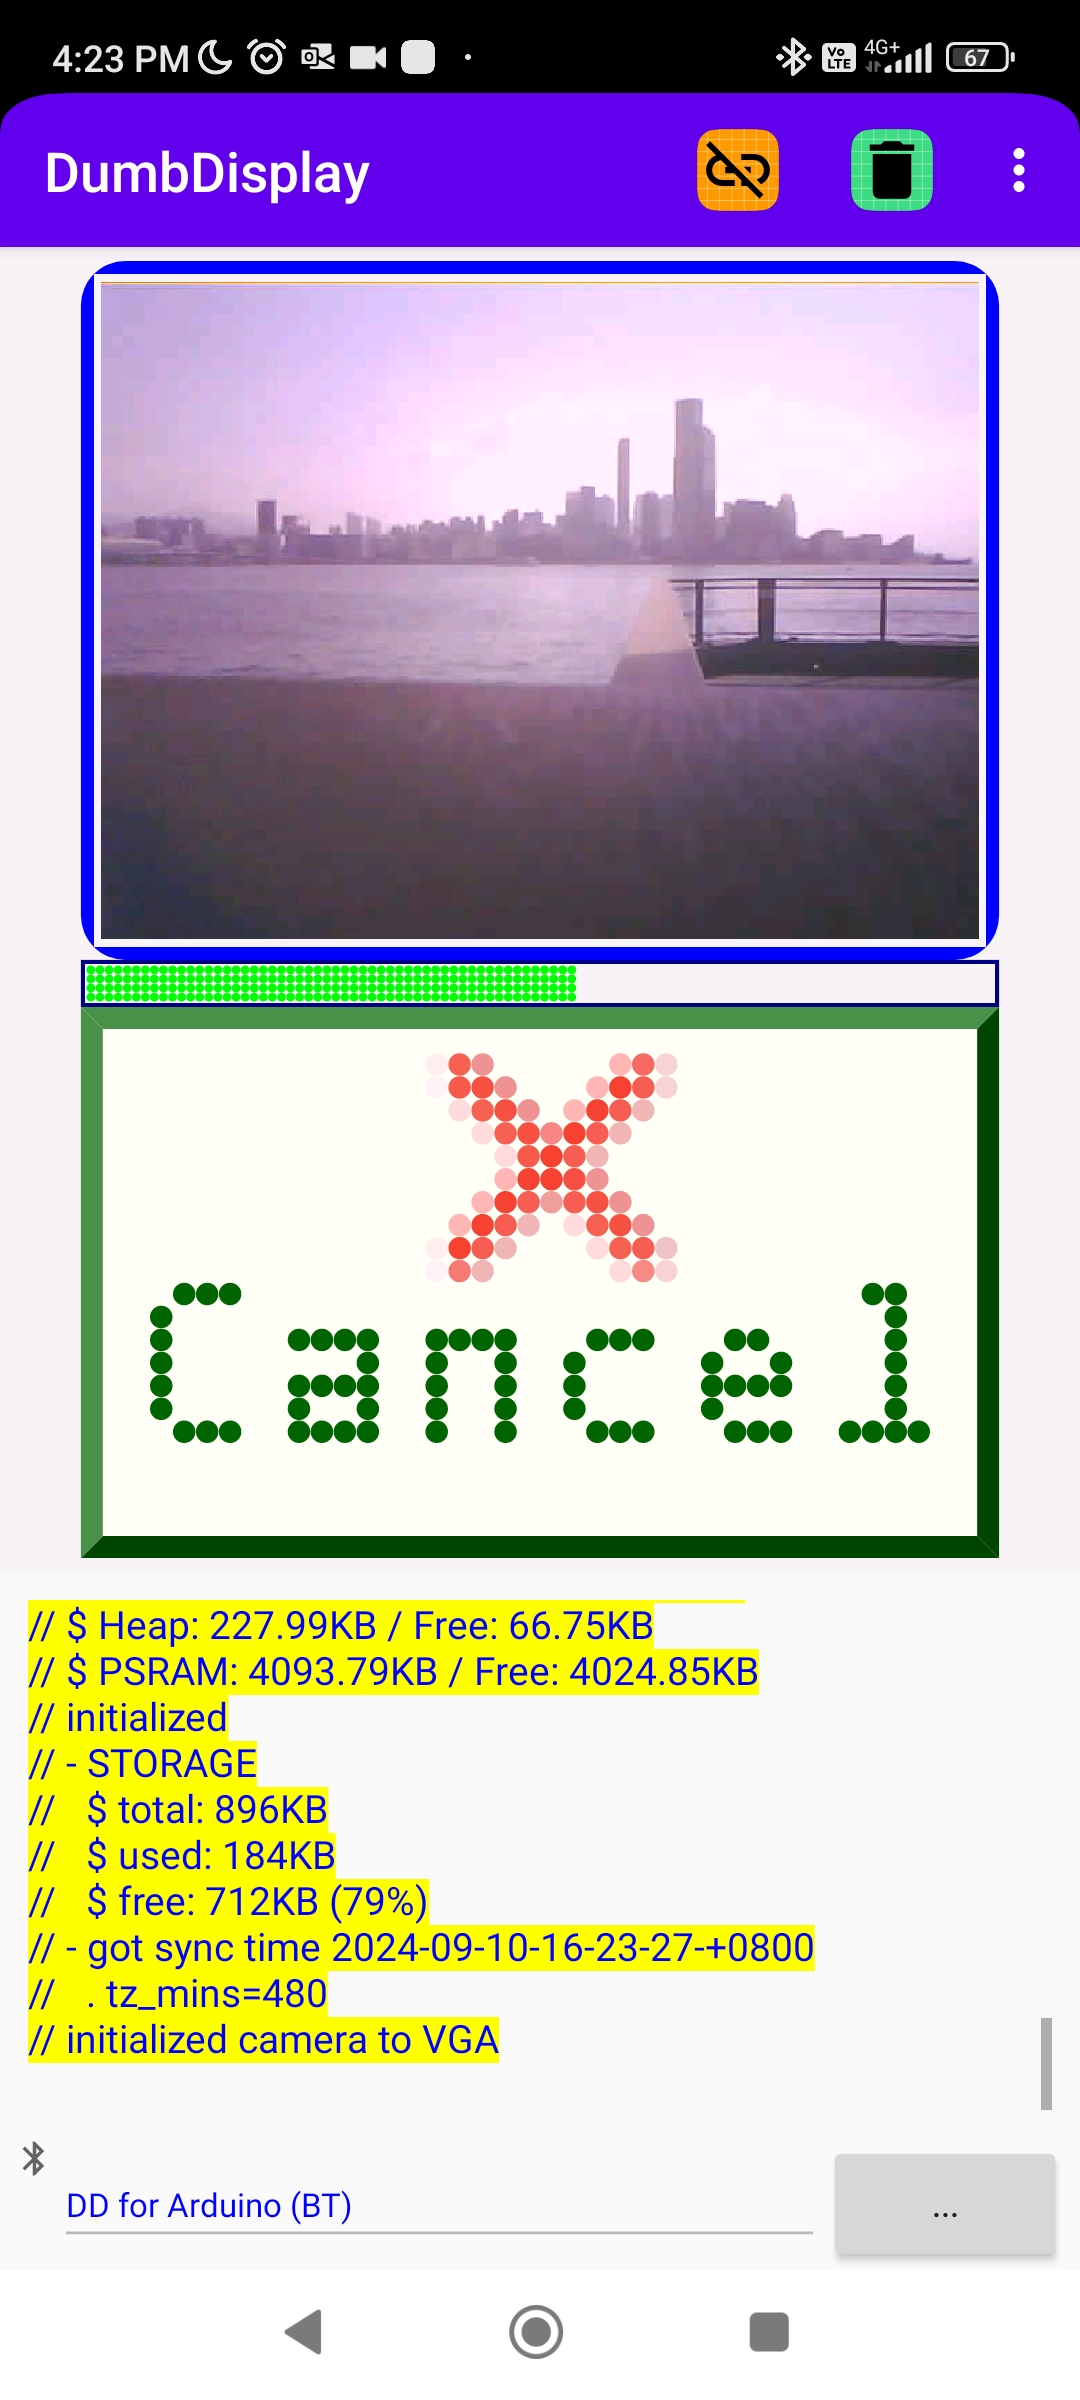 4:23 PM
Vo LTE
4G+
67
DumbDisplay
Cancel
// $ Heap: 227.99KB / Free: 66.75KB
// $ PSRAM: 4093.79KB / Free: 4024.85KB
// initialized
// - STORAGE
//   $ total: 896KB
//   $ used: 184KB
//   $ free: 712KB (79%)
// - got sync time 2024-09-10-16-23-27-+0800
//   . tz_mins=480
// initialized camera to VGA
DD for Arduino (BT)
...